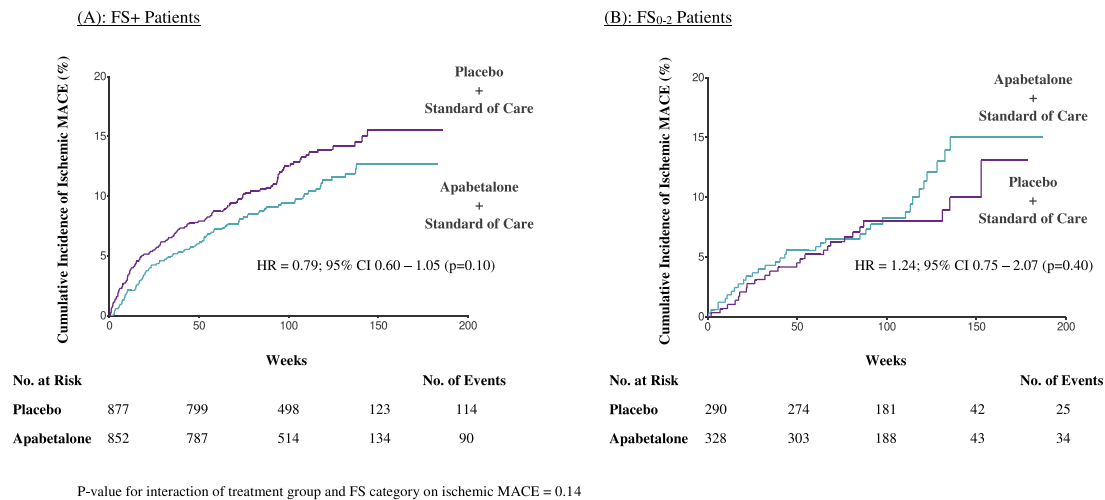 (A): FS+ Patients
(B): FS0-2 Patients
Cumulative Incidence of Ischemic MACE (%)
20
15
10
5
0
0 50 100 150 200
Placebo
+
Standard of Care
Apabetalone
+
Standard of Care
HR = 0.79; 95% CI 0.60 – 1.05 (p=0.10)
Weeks
Cumulative Incidence of Ischemic MACE (%)
20
15
10
5
0
0 50 100 150 200
Apabetalone
+
Standard of Care
Placebo
+
Standard of Care
HR = 1.24; 95% CI 0.75 – 2.07 (p=0.40)
Weeks
No. at Risk No. of Events
Placebo 877 799 498 123 114
Apabetalone 852 787 514 134 90
No. at Risk No. of Events
Placebo 290 274 181 42 25
Apabetalone 328 303 188 43 34
P-value for interaction of treatment group and FS category on ischemic MACE = 0.14